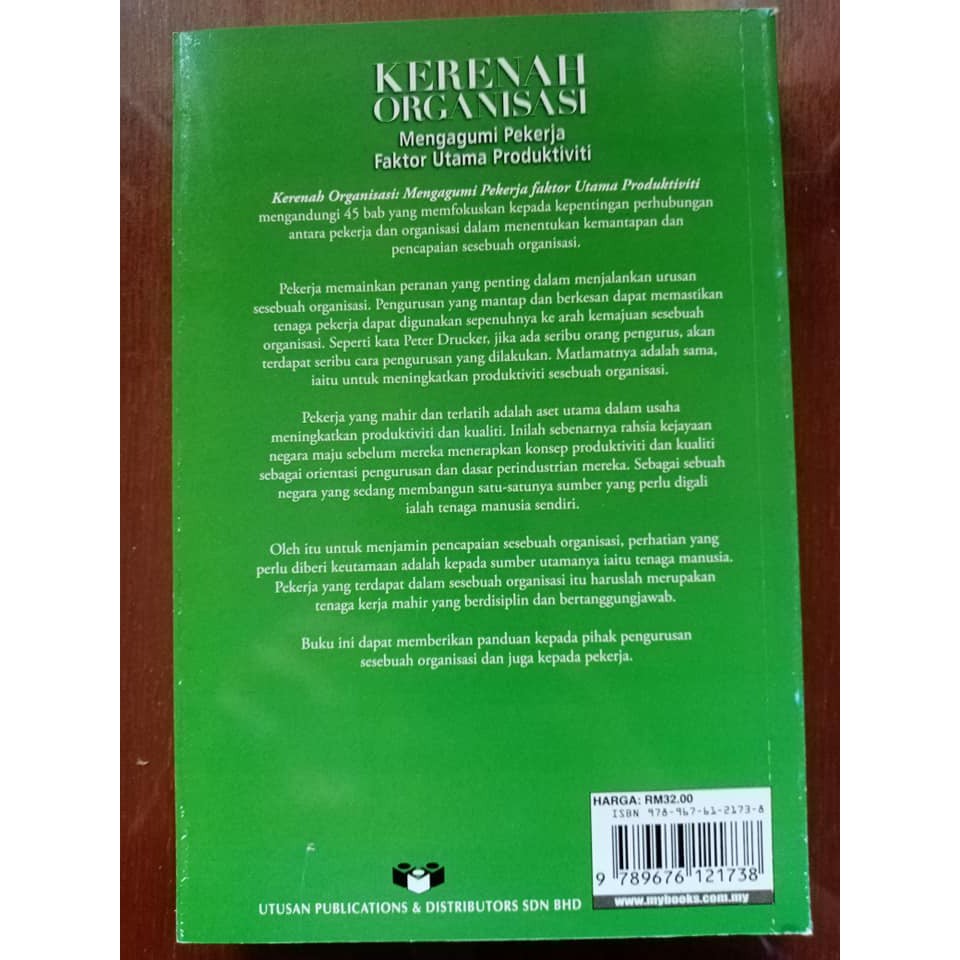 KERENAH
ORGANISASI
Mengagumi Pekerja
Faktor Utama Produktiviti
Kerenah Organisasi: Mengagumi Pekerja faktor Utama Produktiviti
mengandungi 45 bab yang memfokuskan kepada kepentingan perhubungan
antara pekerja dan organisasi dalam menentukan kemantapan dan
pencapaian sesebuah organisasi.
Pekerja memainkan peranan yang penting dalam menjalankan urusan
sesebuah organisasi. Pengurusan yang mantap dan berkesan dapat memastikan
tenaga pekerja dapat digunakan sepenuhnya ke arah kemajuan sesebuah
organisasi. Seperti kata Peter Drucker, jika ada seribu orang pengurus, akan
terdapat seribu cara pengurusan yang dilakukan. Matlamatnya adalah sama,
iaitu untuk meningkatkan produktiviti sesebuah organisasi.
Pekerja yang mahir dan terlatih adalah aset utama dalam usaha
meningkatkan produktiviti dan kualiti. Inilah sebenarnya rahsia kejayaan
negara maju sebelum mereka menerapkan konsep produktiviti dan kualiti
sebagai orientasi pengurusan dan dasar perindustrian mereka. Sebagai sebuah
negara yang sedang membangun satu-satunya sumber yang perlu digali
ialah tenaga manusia sendiri.
Oleh itu untuk menjamin pencapaian sesebuah organisasi, perhatian yang
perlu diberi keutamaan adalah kepada sumber utamanya iaitu tenaga manusia.
Pekerja yang terdapat dalam sesebuah organisasi itu haruslah merupakan
tenaga kerja mahir yang berdisiplin dan bertanggungjawab.
Buku ini dapat memberikan panduan kepada pihak pengurusan
sesebuah organisasi dan juga kepada pekerja.
HARGA: RM32.00
ISBN 978-967-61-2173-8
9 789676 121738
www.mybooks.com.my
UTUSAN PUBLICATIONS & DISTRIBUTORS SDN BHD